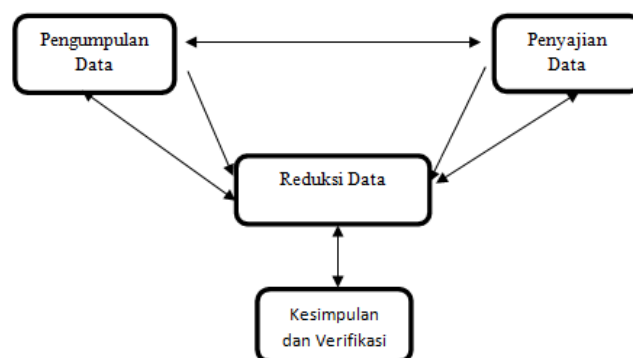 Pengumpulan
Data
Penyajian
Data
Reduksi Data
Kesimpulan
dan Verifikasi